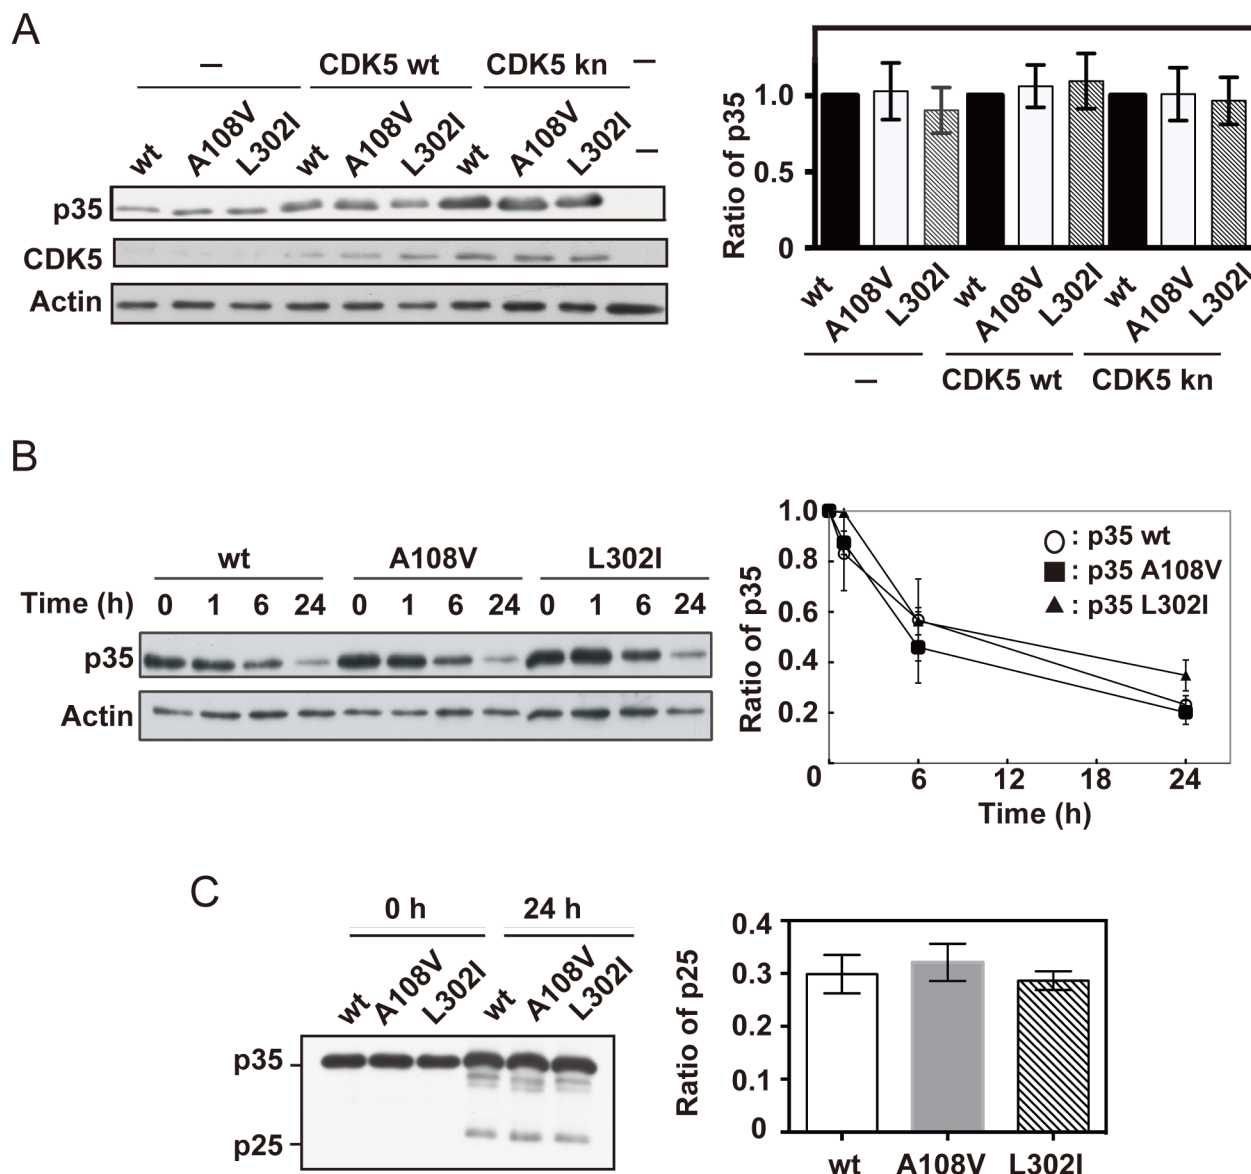 A
–
CDK5 wt
CDK5 kn
–
wt
A108V
L302I
wt
A108V
L302I
wt
A108V
L302I
–
p35
CDK5
Actin
Ratio of p35
1.0
0.5
0
wt
A108V
L302I
wt
A108V
L302I
wt
A108V
L302I
–
CDK5 wt
CDK5 kn
B
wt
A108V
L302I
Time (h)
0 1 6 24 0 1 6 24 0 1 6 24
p35
Actin
Ratio of p35
1.0
0.8
0.6
0.4
0.2
0
6 12 18 24
Time (h)
: p35 wt
: p35 A108V
: p35 L302I
C
0 h
24 h
wt
A108V
L302I
wt
A108V
L302I
p35
p25
Ratio of p25
0.4
0.3
0.2
0.1
0
wt A108V L302I